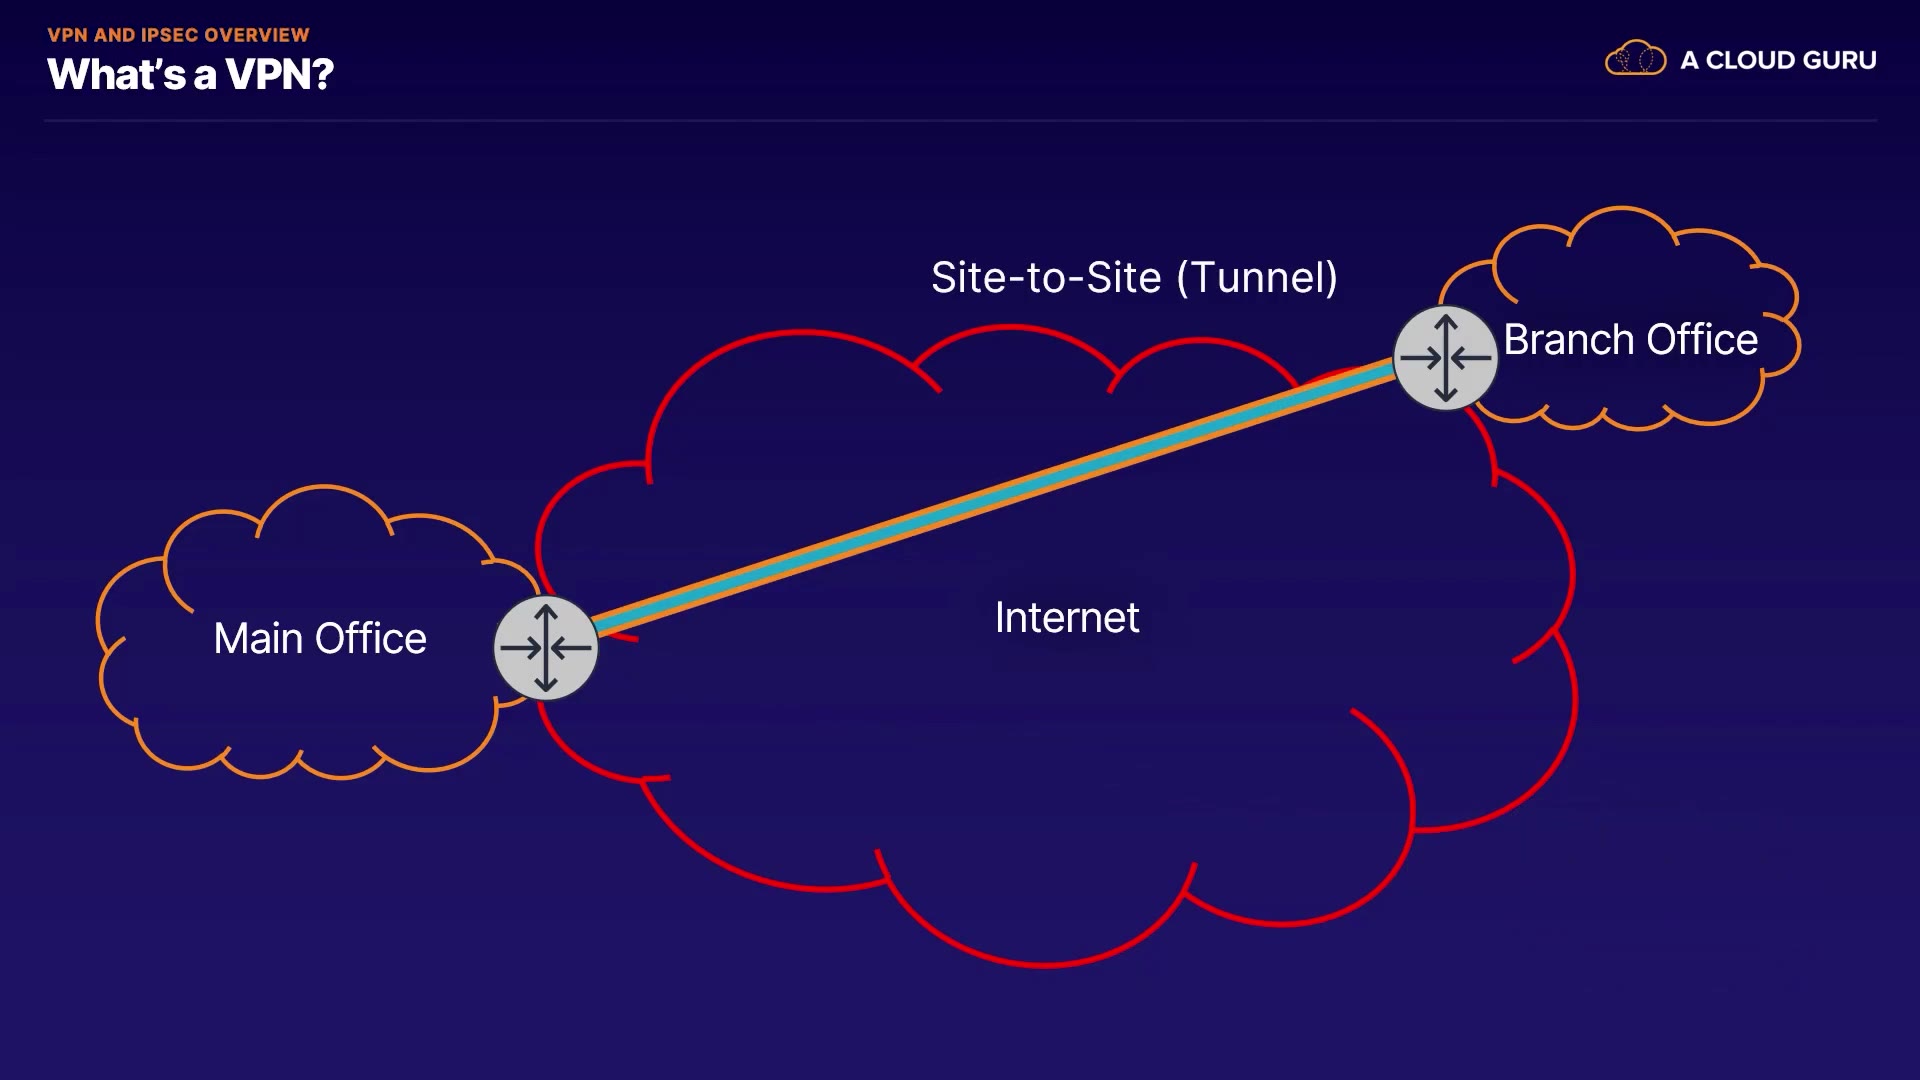 VPN AND IPSEC OVERVIEW
What's a VPN?
A CLOUD GURU
Site-to-Site (Tunnel)
Branch Office
Internet
Main Office